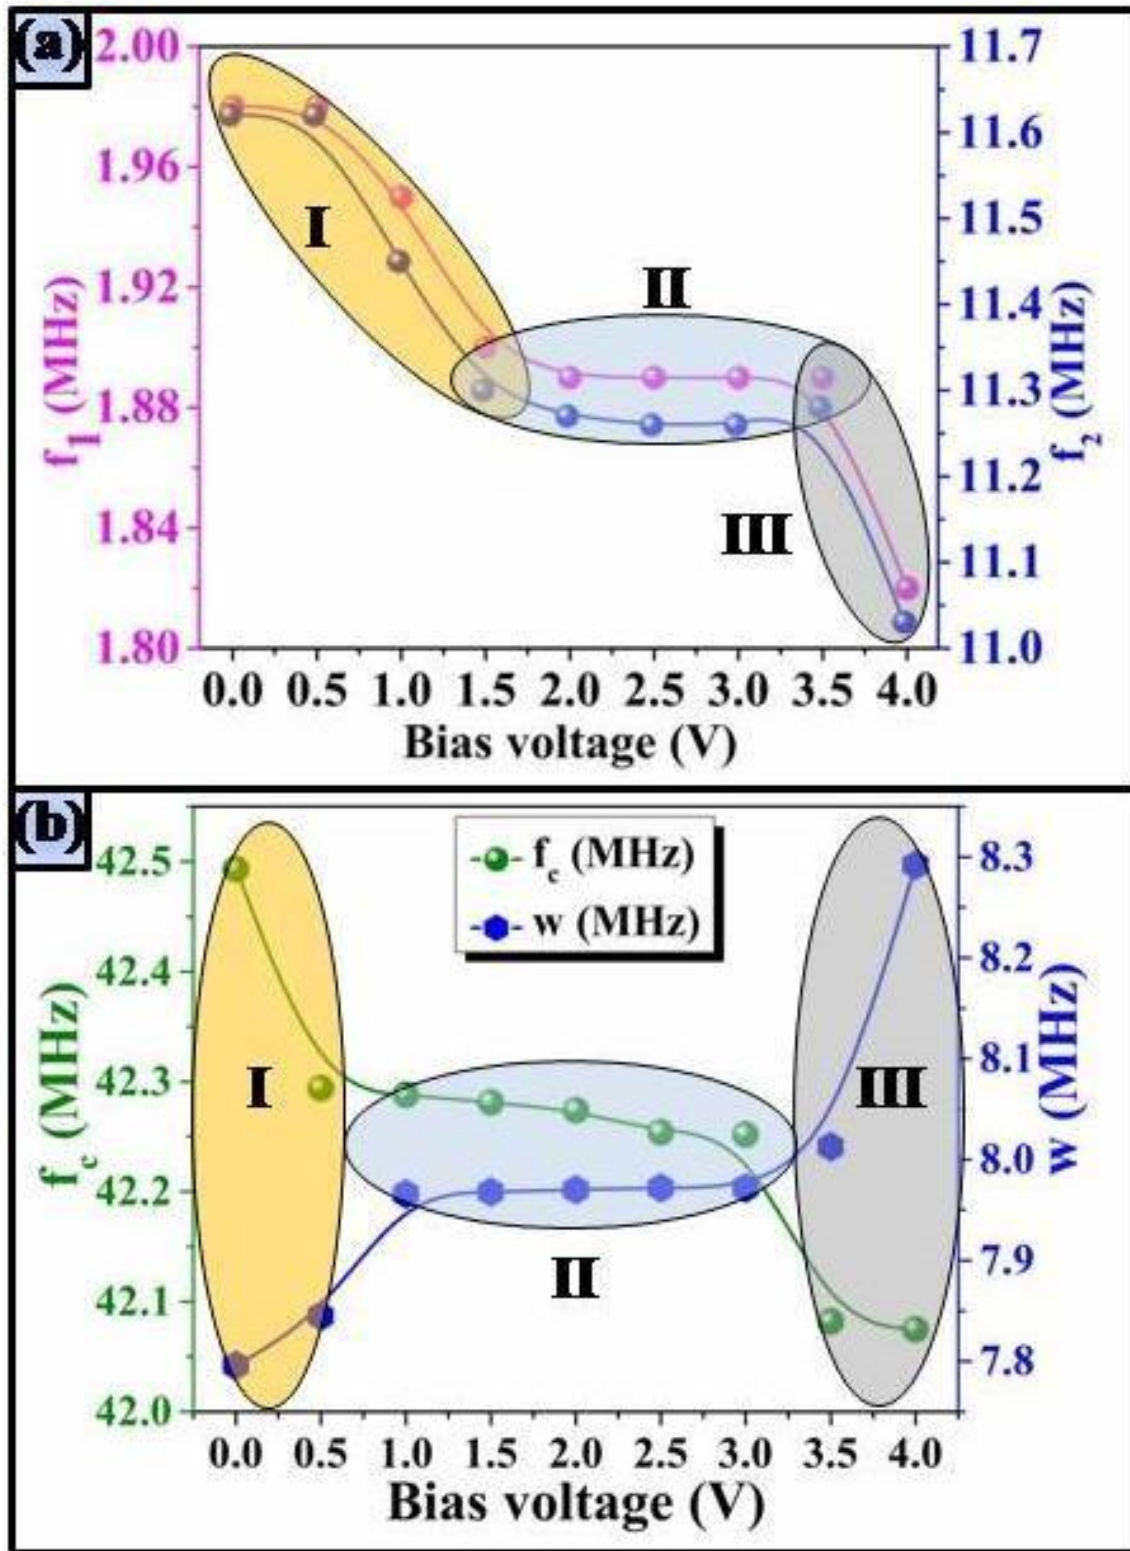 (a)
2.00
1.96
1.92
1.88
1.84
1.80
f1 (MHz)
11.7
11.6
11.5
11.4
11.3
11.2
11.1
11.0
f2 (MHz)
I
II
III
0.0 0.5 1.0 1.5 2.0 2.5 3.0 3.5 4.0
Bias voltage (V)
(b)
42.5
42.4
42.3
42.2
42.1
42.0
fc (MHz)
fc (MHz)
w (MHz)
8.3
8.2
8.1
8.0
7.9
7.8
w (MHz)
I
II
III
0.0 0.5 1.0 1.5 2.0 2.5 3.0 3.5 4.0
Bias voltage (V)